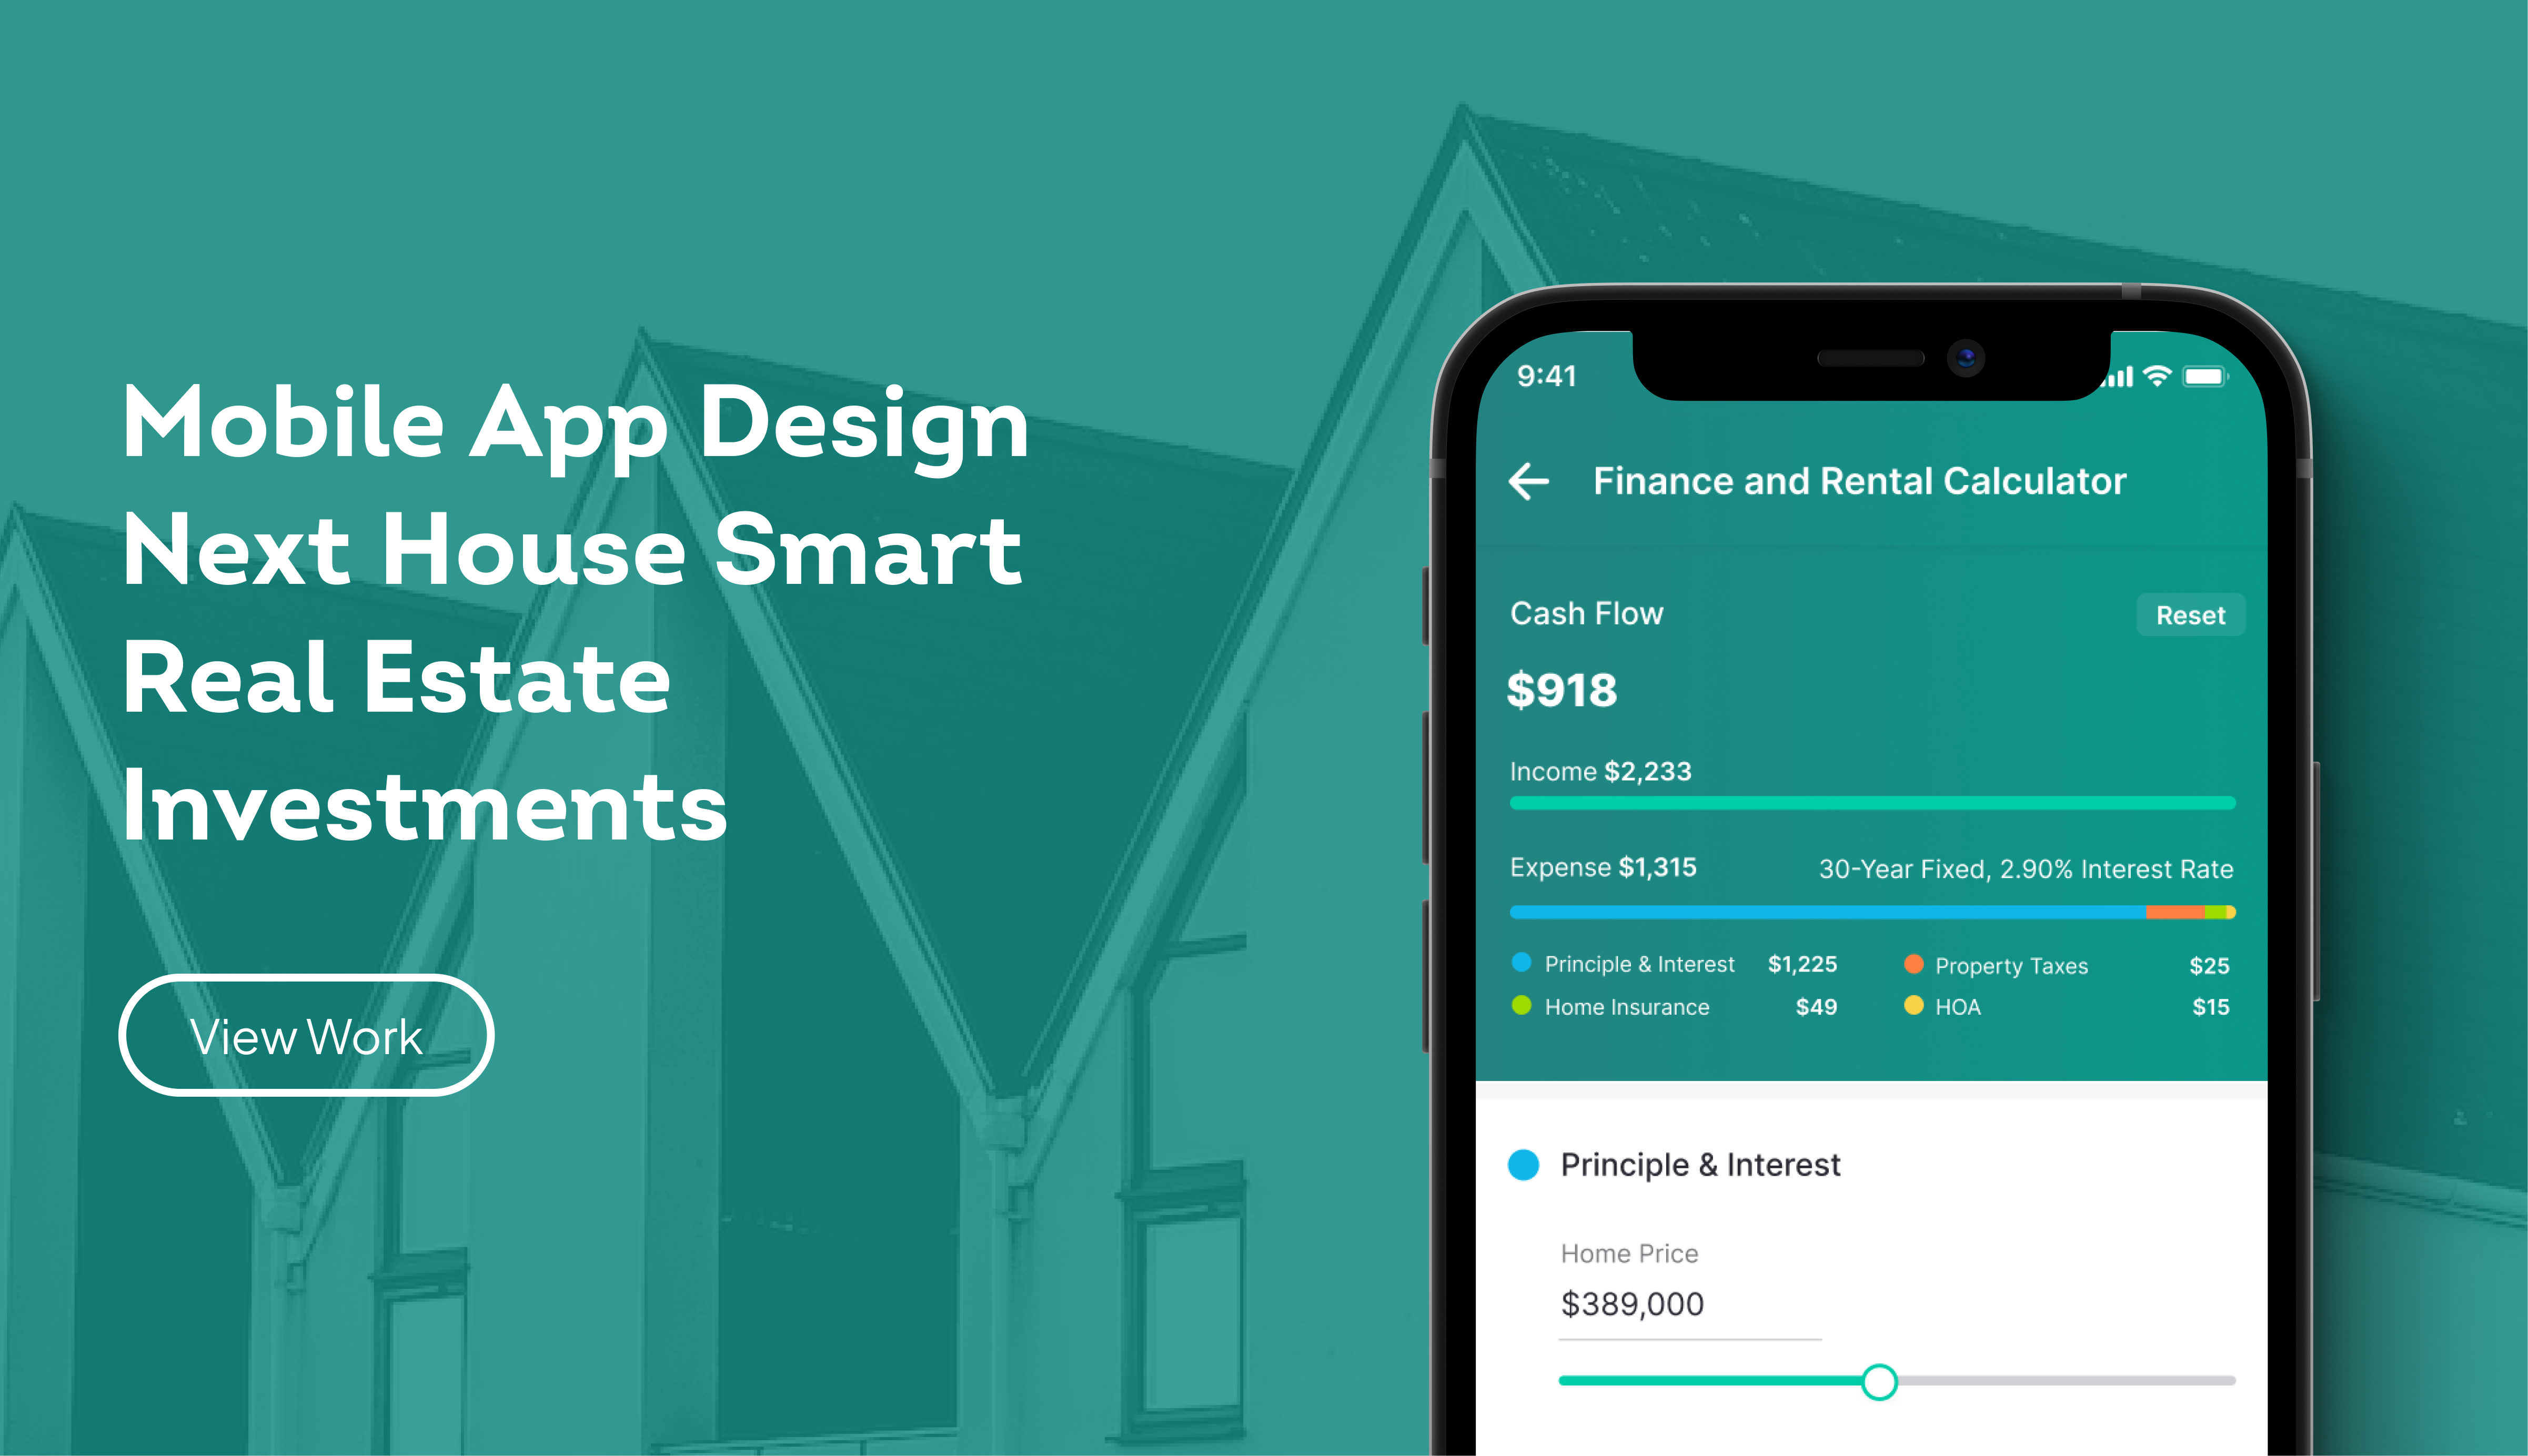 Mobile App Design
Next House Smart
Real Estate
Investments
View Work
9:41
Finance and Rental Calculator
Cash Flow
Reset
$918
Income $2,233
Expense $1,315
30-Year Fixed, 2.90% Interest Rate
Principle & Interest $1,225
Property Taxes $25
Home Insurance $49
HOA $15
Principle & Interest
Home Price
$389,000